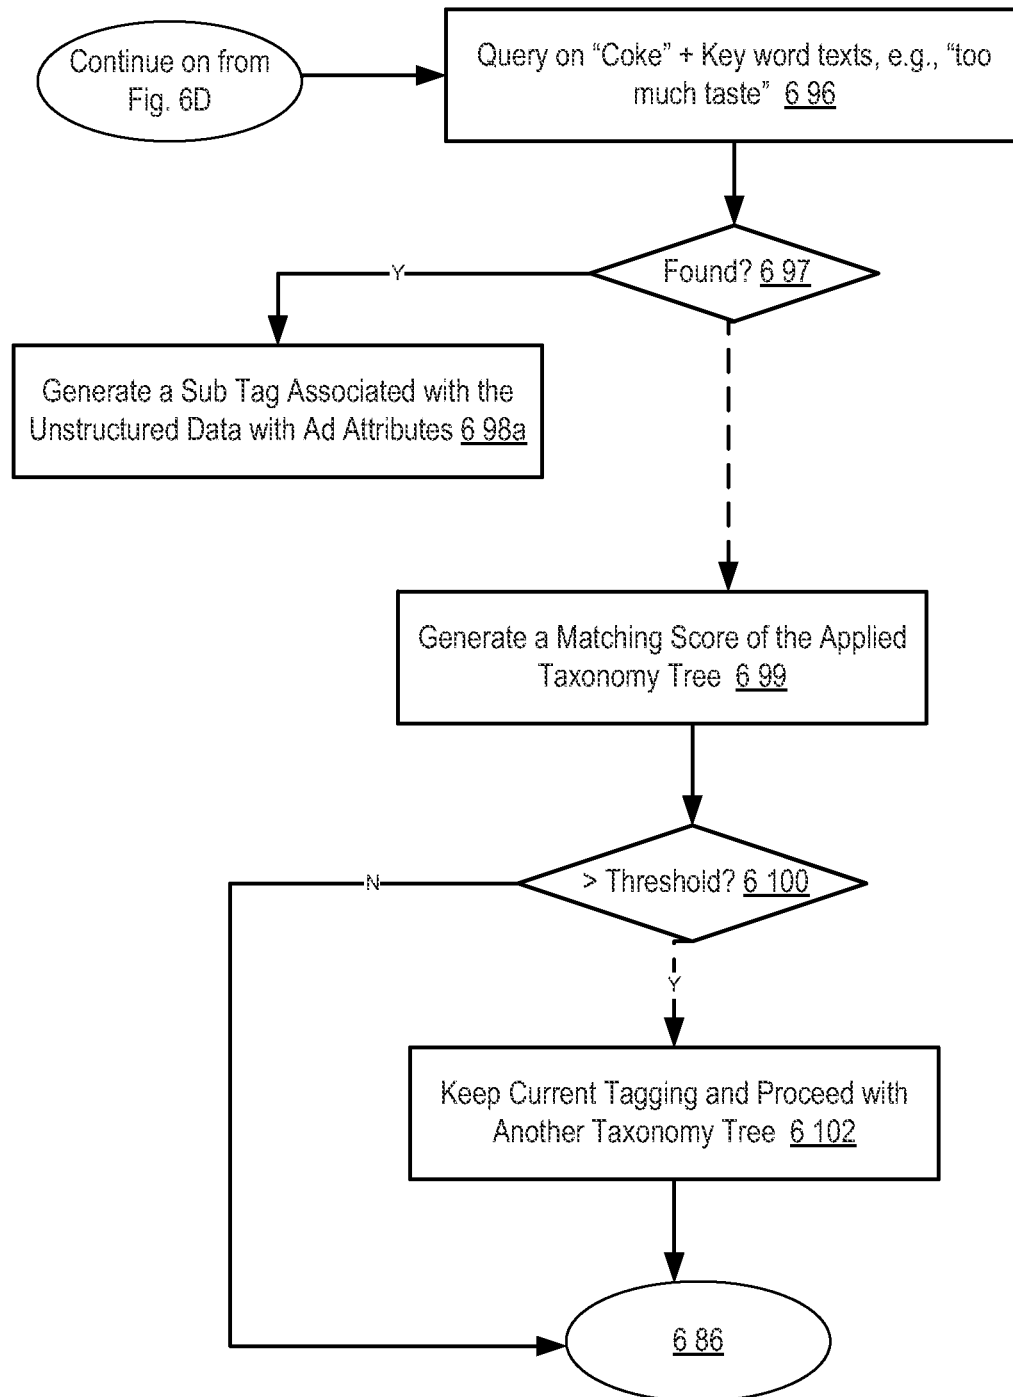 Continue on from
Fig. 6D
Query on “Coke” + Key word texts, e.g., “too
much taste” 6 96
Found? 6 97
Y
Generate a Sub Tag Associated with the
Unstructured Data with Ad Attributes 6 98a
Generate a Matching Score of the Applied
Taxonomy Tree 6 99
> Threshold? 6 100
N
Y
Keep Current Tagging and Proceed with
Another Taxonomy Tree 6 102
6 86